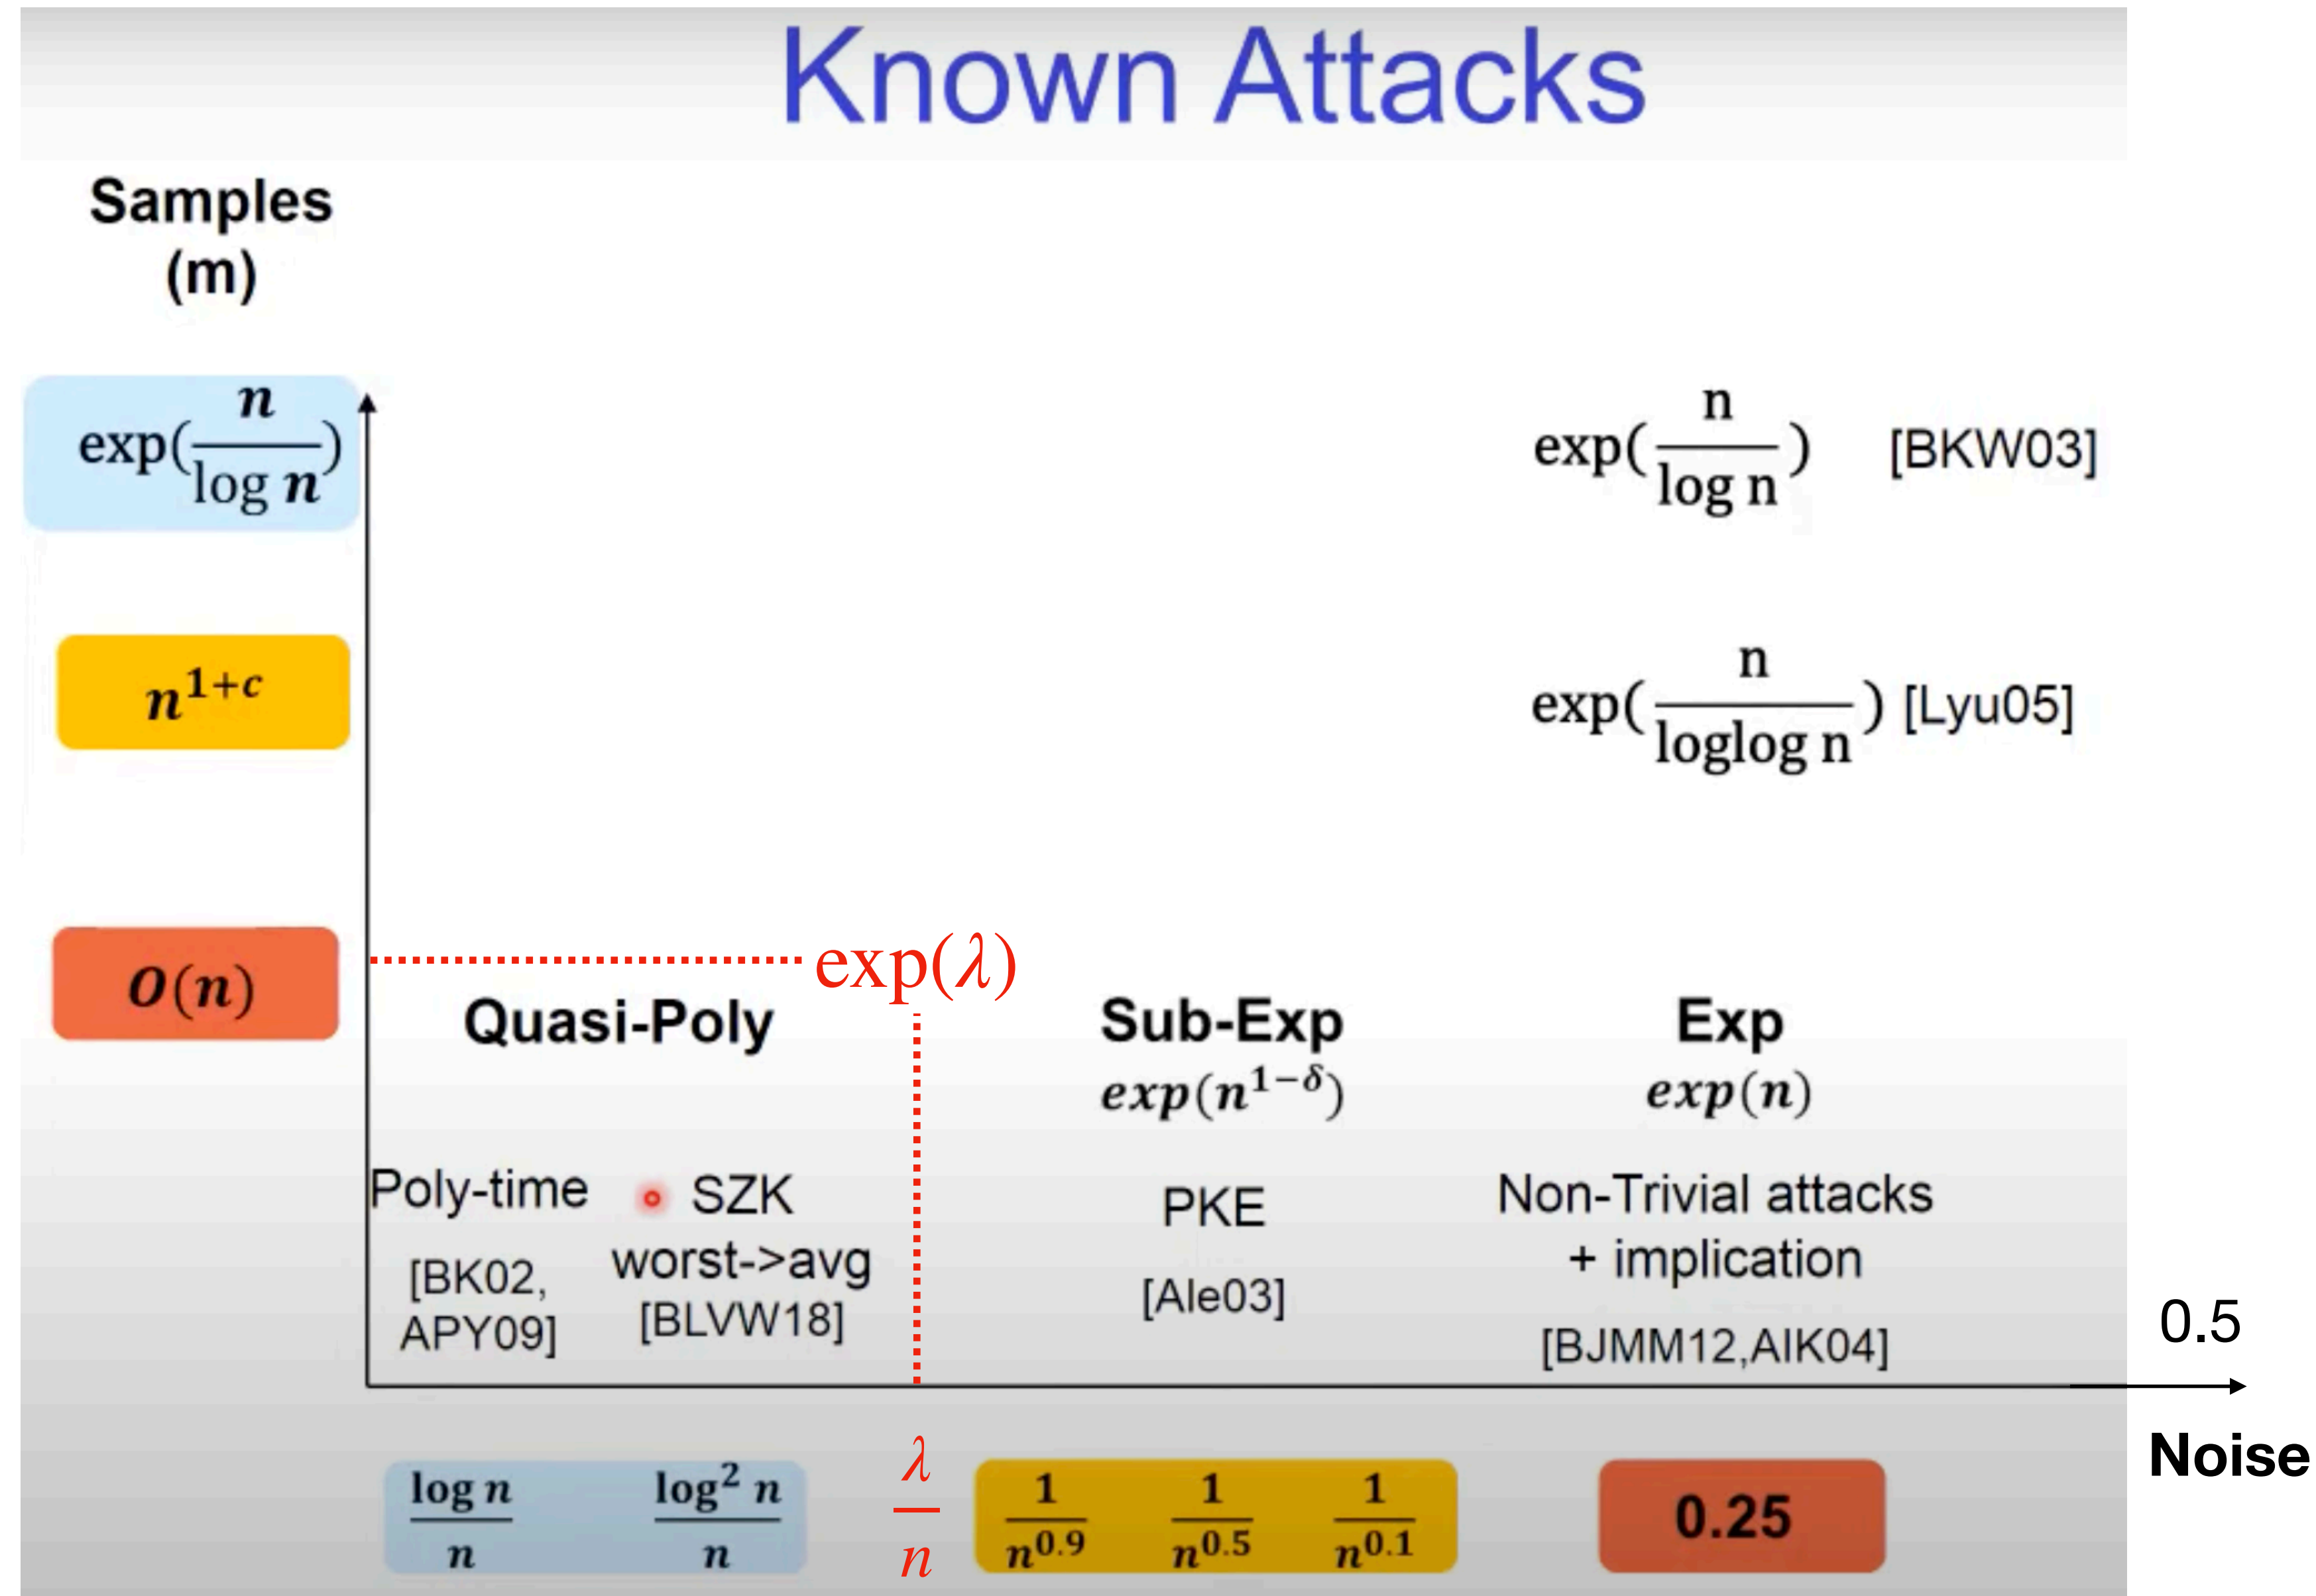 Known Attacks
Samples
(m)
exp(n/log n)
exp(n/log n) [BKW03]
n^{1+c}
exp(n/loglog n) [Lyu05]
O(n)
exp(λ)
Quasi-Poly
Sub-Exp
exp(n^{1−δ})
Exp
exp(n)
Poly-time
[BK02,
APY09]
SZK
worst->avg
[BLVW18]
PKE
[Ale03]
Non-Trivial attacks
+ implication
[BJMM12,AIK04]
0.5
Noise
log n/n
log² n/n
λ/n
1/n^{0.9}
1/n^{0.5}
1/n^{0.1}
0.25